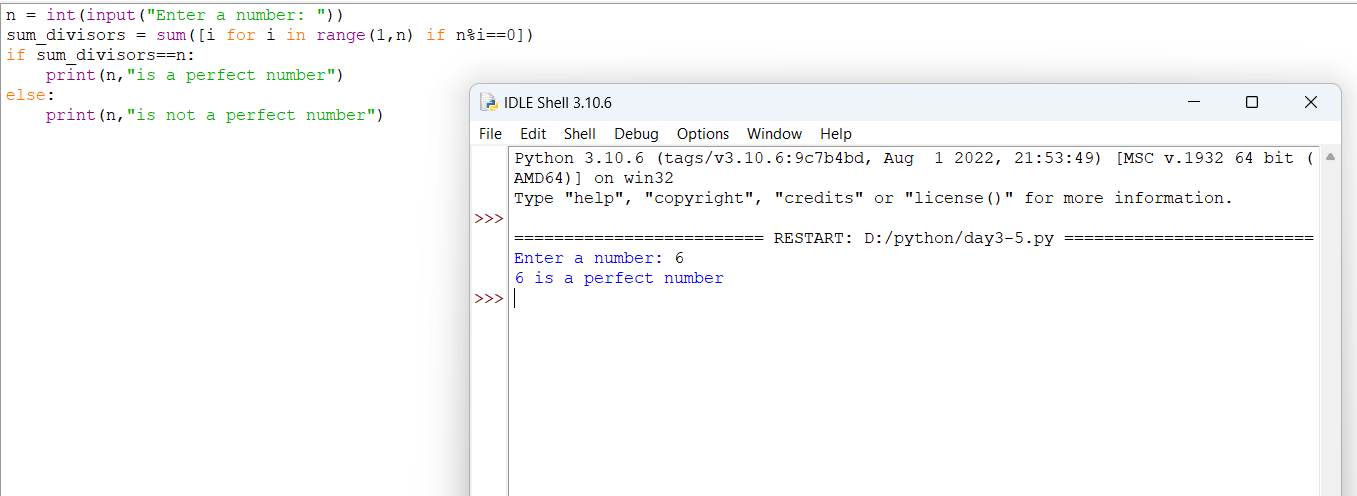 n = int(input("Enter a number: "))
sum_divisors = sum([i for i in range(1,n) if n%i==0])
if sum_divisors==n:
    print(n,"is a perfect number")
else:
    print(n,"is not a perfect number")
IDLE Shell 3.10.6
File Edit Shell Debug Options Window Help
Python 3.10.6 (tags/v3.10.6:9c7b4bd, Aug  1 2022, 21:53:49) [MSC v.1932 64 bit (
AMD64)] on win32
Type "help", "copyright", "credits" or "license()" for more information.
>>>
========================= RESTART: D:/python/day3-5.py =========================
Enter a number: 6
6 is a perfect number
>>>